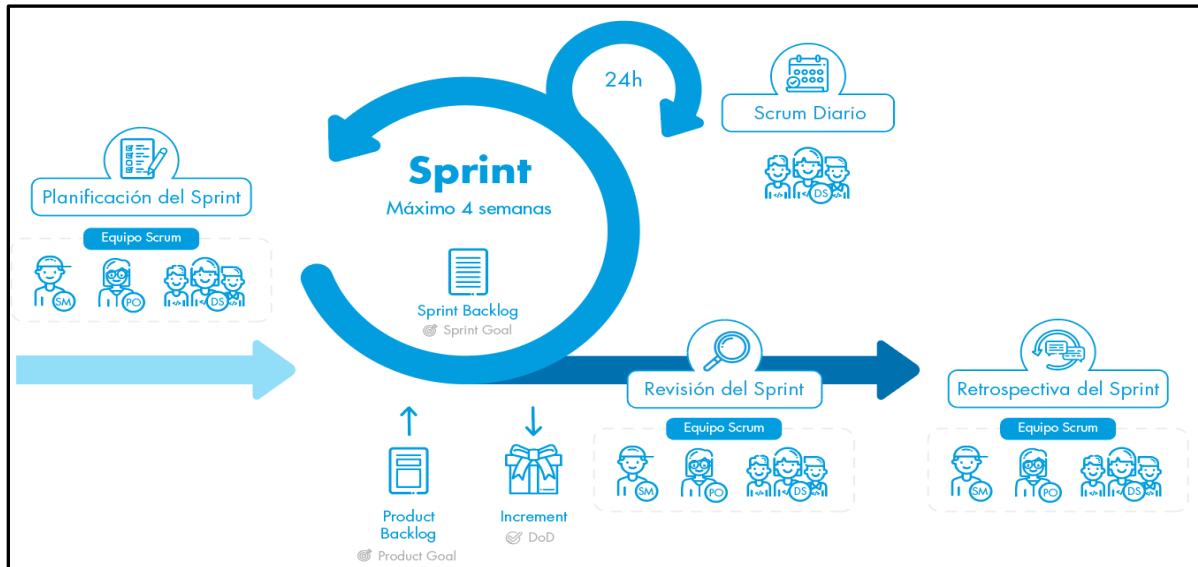 24h
Scrum Diario
DS
Sprint
Máximo 4 semanas
Planificación del Sprint
Equipo Scrum
SM
PO
DS
Sprint Backlog
Sprint Goal
Revisión del Sprint
Equipo Scrum
SM
PO
DS
Retrospectiva del Sprint
Equipo Scrum
SM
PO
DS
Product
Backlog
Product Goal
Increment
DoD